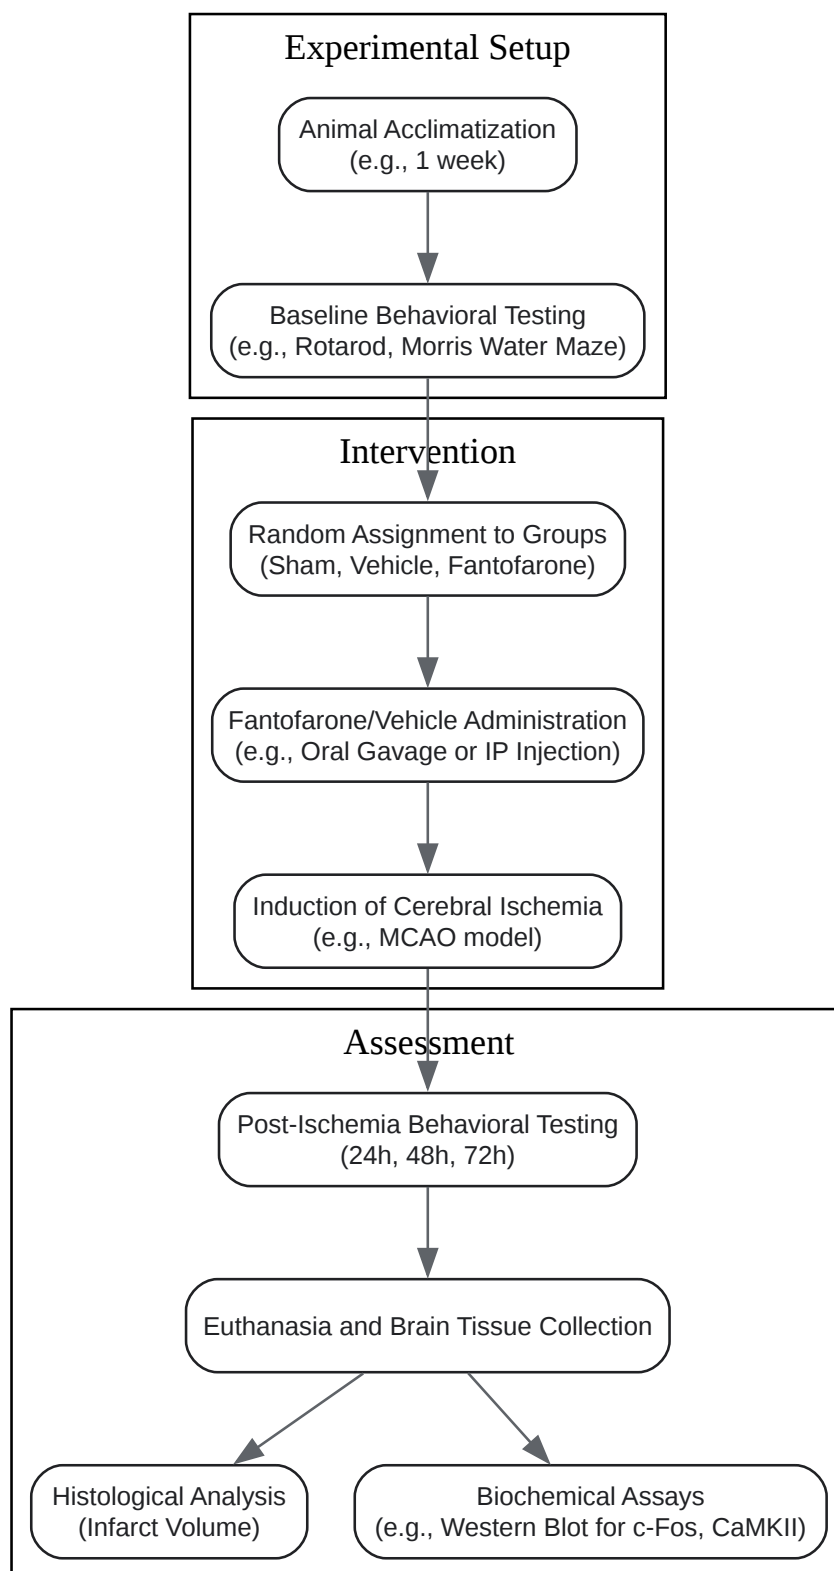 Experimental Setup
Animal Acclimatization
(e.g., 1 week)
Baseline Behavioral Testing
(e.g., Rotarod, Morris Water Maze)
Intervention
Random Assignment to Groups
(Sham, Vehicle, Fantofarone)
Fantofarone/Vehicle Administration
(e.g., Oral Gavage or IP Injection)
Induction of Cerebral Ischemia
(e.g., MCAO model)
Assessment
Post-Ischemia Behavioral Testing
(24h, 48h, 72h)
Euthanasia and Brain Tissue Collection
Histological Analysis
(Infarct Volume)
Biochemical Assays
(e.g., Western Blot for c-Fos, CaMKII)